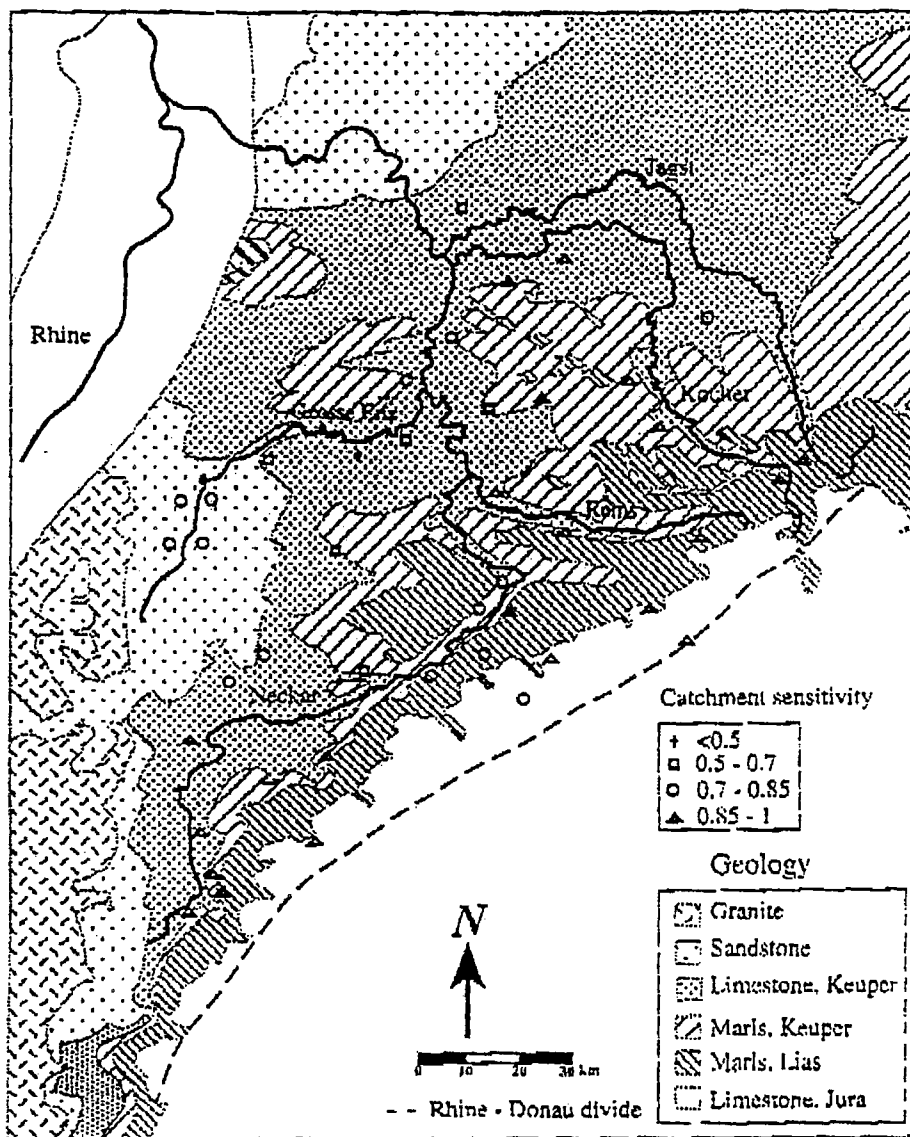 Jagst
Rhine
Kocher
Grosse Enz
Rems
Neckar
Catchment sensitivity
<0.5
0.5 - 0.7
0.7 - 0.85
0.85 - 1
Geology
Granite
Sandstone
Limestone, Keuper
Marls, Keuper
Marls, Lias
Limestone, Jura
N
0 10 20 30 km
Rhine - Donau divide